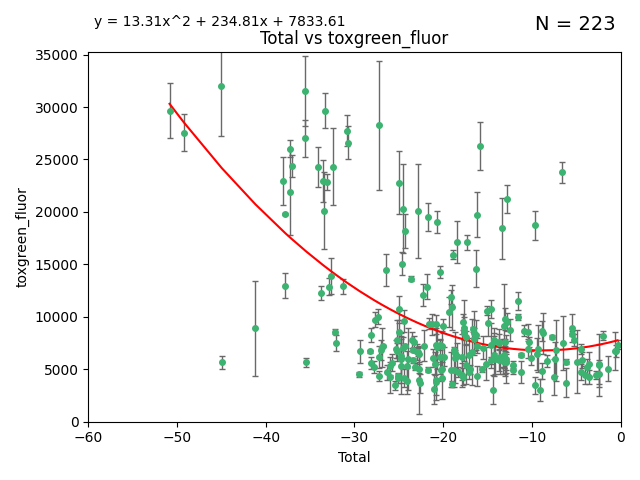 y = 13.31x^2 + 234.81x + 7833.61
N = 223
Total vs toxgreen_fluor
35000
30000
25000
20000
15000
10000
5000
0
toxgreen_fluor
−60 −50 −40 −30 −20 −10 0
Total